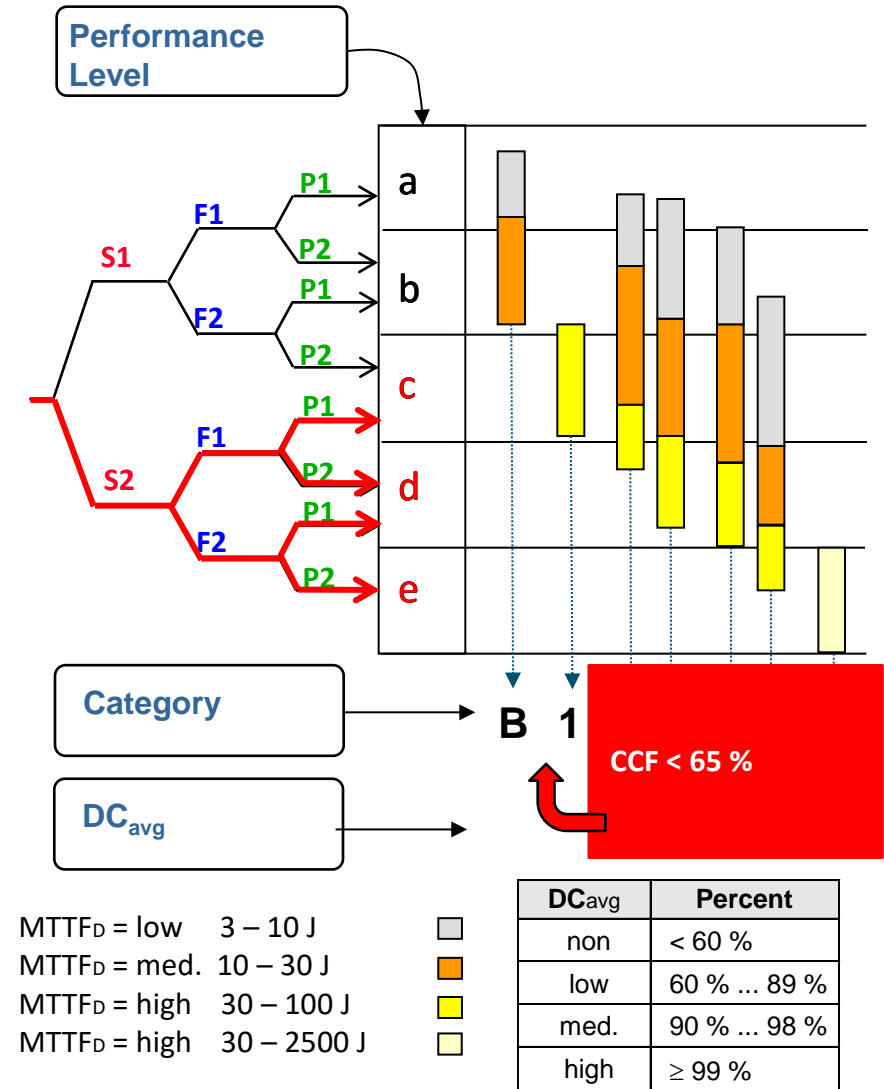 Performance
Level
P1
a
F1
S1
P2
P1
b
F2
P2
c
P1
F1
P2
d
S2
P1
F2
P2
e
Category
B 1
CCF < 65 %
DCavg
MTTFD = low 3 – 10 J
MTTFD = med. 10 – 30 J
MTTFD = high 30 – 100 J
MTTFD = high 30 – 2500 J
DCavg Percent
non < 60 %
low 60 % ... 89 %
med. 90 % ... 98 %
high ≥ 99 %